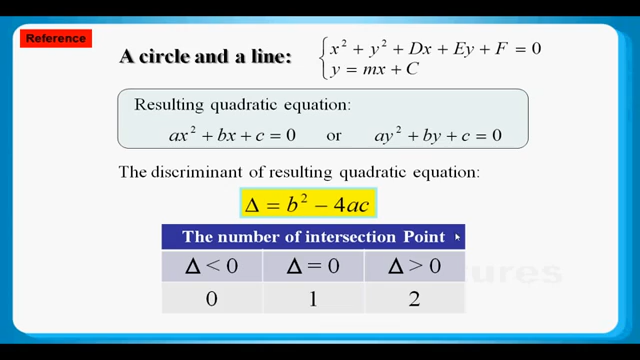 Reference
A circle and a line: { x² + y² + Dx + Ey + F = 0
y = mx + C
Resulting quadratic equation:
ax² + bx + c = 0 or ay² + by + c = 0
The discriminant of resulting quadratic equation:
Δ = b² − 4ac
The number of intersection Point
Δ < 0 Δ = 0 Δ > 0
0 1 2